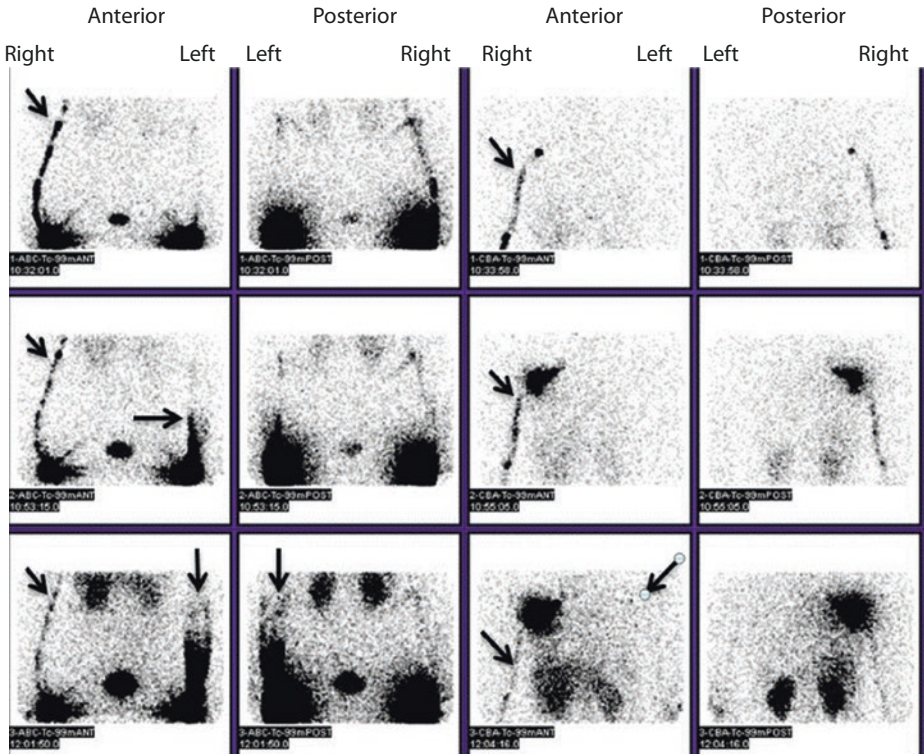 Anterior Posterior Anterior Posterior
Right Left Left Right Right Left Left Right
1-ABC-Tc-99mANT 1-ABC-Tc-99mPOST 1-CBA-Tc-99mANT 1-CBA-Tc-99mPOST
10:32:01.0 10:32:01.0 10:33:58.0 10:33:58.0
2-ABC-Tc-99mANT 2-ABC-Tc-99mPOST 2-CBA-Tc-99mANT 2-CBA-Tc-99mPOST
10:53:15.0 10:53:15.0 10:55:05.0 10:55:05.0
3-ABC-Tc-99mANT 3-ABC-Tc-99mPOST 3-CBA-Tc-99mANT 3-CBA-Tc-99mPOST
12:01:50.0 12:01:50.0 12:04:16.0 12:04:16.0